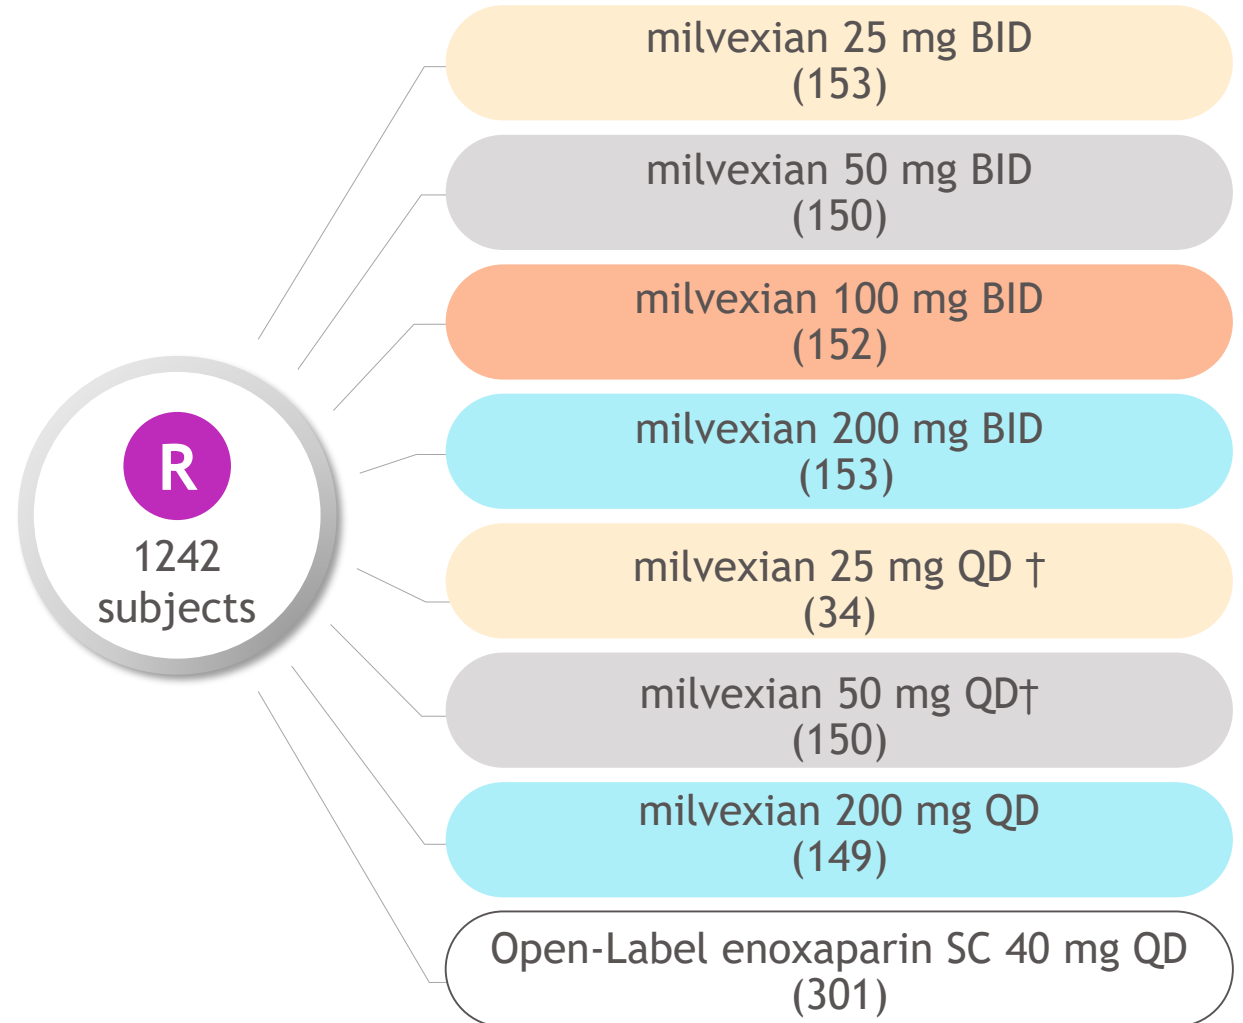 R
1242
subjects
milvexian 25 mg BID
(153)
milvexian 50 mg BID
(150)
milvexian 100 mg BID
(152)
milvexian 200 mg BID
(153)
milvexian 25 mg QD †
(34)
milvexian 50 mg QD†
(150)
milvexian 200 mg QD
(149)
Open-Label enoxaparin SC 40 mg QD
(301)